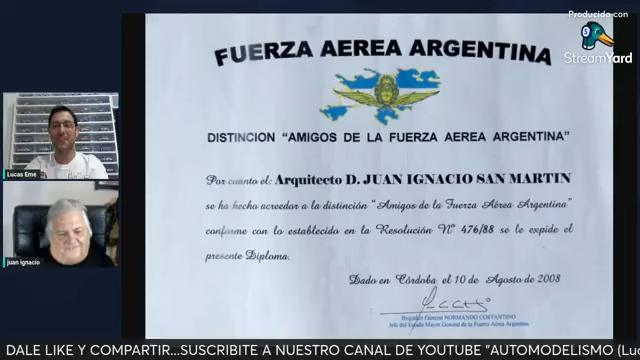 Producido con
StreamYard
FUERZA AEREA ARGENTINA
DISTINCION "AMIGOS DE LA FUERZA AEREA ARGENTINA"
Por cuanto el: Arquitecto D. JUAN IGNACIO SAN MARTIN
se ha hecho acreedor a la distinción "Amigos de la Fuerza Aérea Argentina"
conforme con lo establecido en la Resolución Nº 476/88 se le expide el
presente Diploma.
Dado en Córdoba el 10 de Agosto de 2008
Brigadier General NORMANDO COSTANTINO
Jefe del Estado Mayor General de la Fuerza Aérea Argentina
Lucas Eme
juan ignacio
DALE LIKE Y COMPARTIR...SUSCRIBITE A NUESTRO CANAL DE YOUTUBE "AUTOMODELISMO (Luc